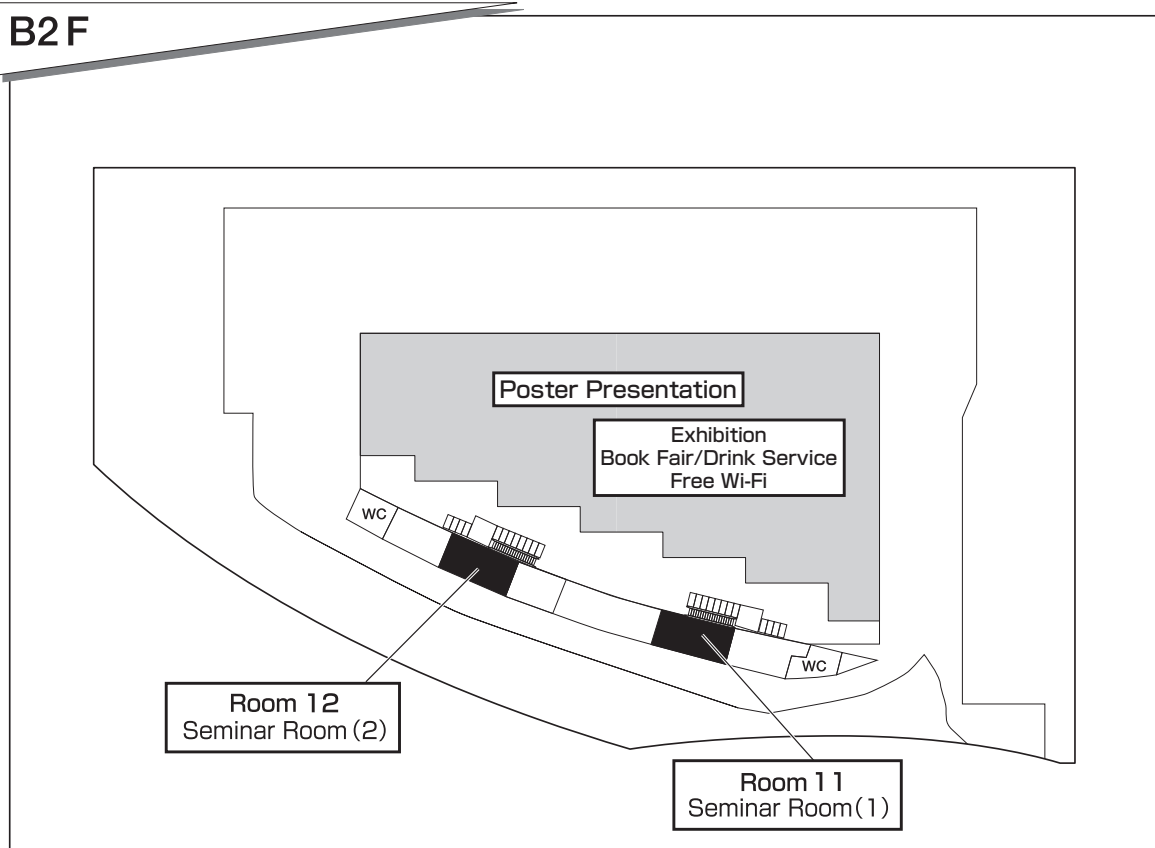 B2F
Poster Presentation
Exhibition
Book Fair/Drink Service
Free Wi-Fi
WC
WC
Room 12
Seminar Room (2)
Room 11
Seminar Room (1)